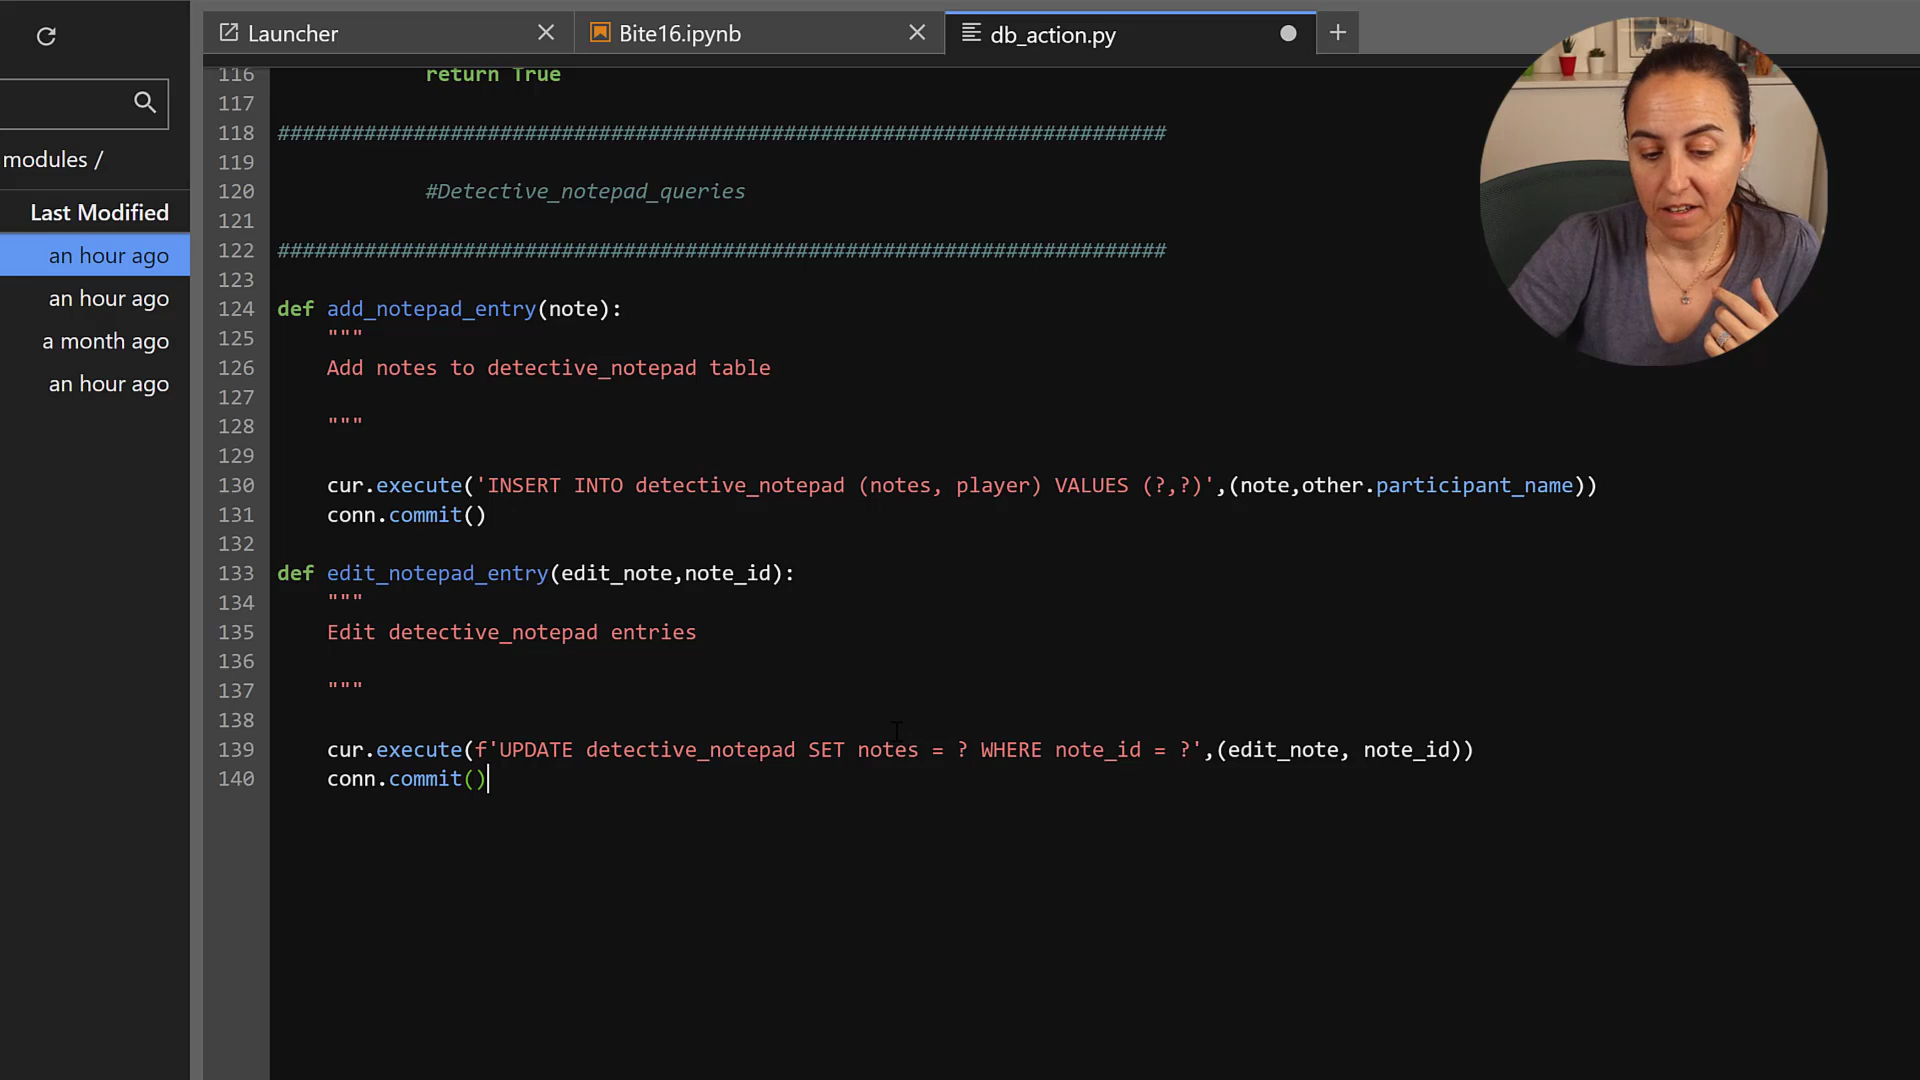 Launcher
Bite16.ipynb
db_action.py
modules /
Last Modified
an hour ago
an hour ago
a month ago
an hour ago
116 return True
117
118 ########################################################################
119
120 #Detective_notepad_queries
121
122 ########################################################################
123
124 def add_notepad_entry(note):
125 """
126 Add notes to detective_notepad table
127
128 """
129
130 cur.execute('INSERT INTO detective_notepad (notes, player) VALUES (?,?)',(note,other.participant_name))
131 conn.commit()
132
133 def edit_notepad_entry(edit_note,note_id):
134 """
135 Edit detective_notepad entries
136
137 """
138
139 cur.execute(f'UPDATE detective_notepad SET notes = ? WHERE note_id = ?',(edit_note, note_id))
140 conn.commit()